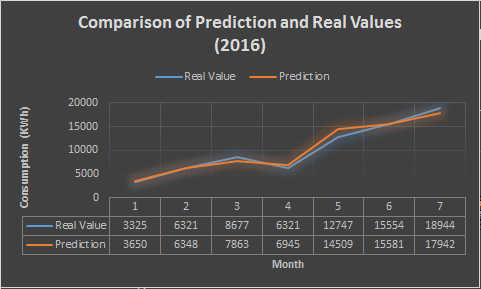 Comparison of Prediction and Real Values
(2016)
Real Value Prediction
Consumption (KWh)
20000
15000
10000
5000
0
1 2 3 4 5 6 7
Real Value 3325 6321 8677 6321 12747 15554 18944
Prediction 3650 6348 7863 6945 14509 15581 17942
Month